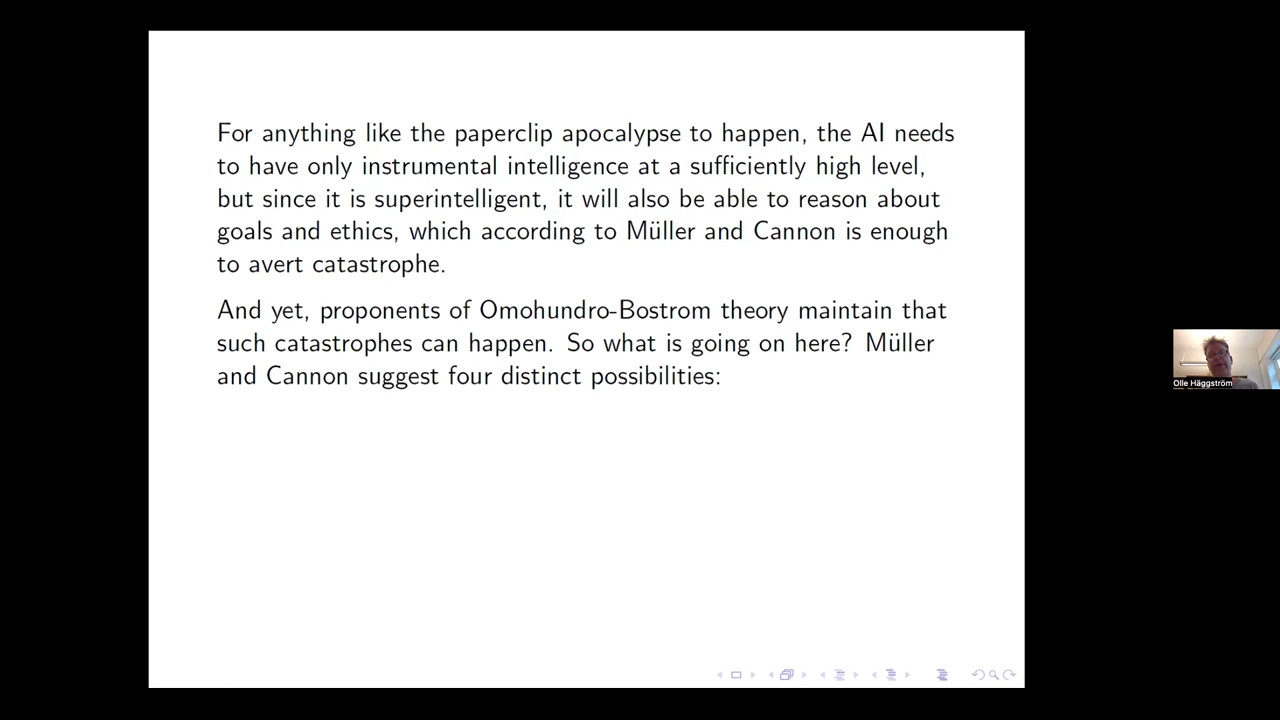 For anything like the paperclip apocalypse to happen, the AI needs
to have only instrumental intelligence at a sufficiently high level,
but since it is superintelligent, it will also be able to reason about
goals and ethics, which according to Müller and Cannon is enough
to avert catastrophe.
And yet, proponents of Omohundro-Bostrom theory maintain that
such catastrophes can happen. So what is going on here? Müller
and Cannon suggest four distinct possibilities:
Olle Häggström